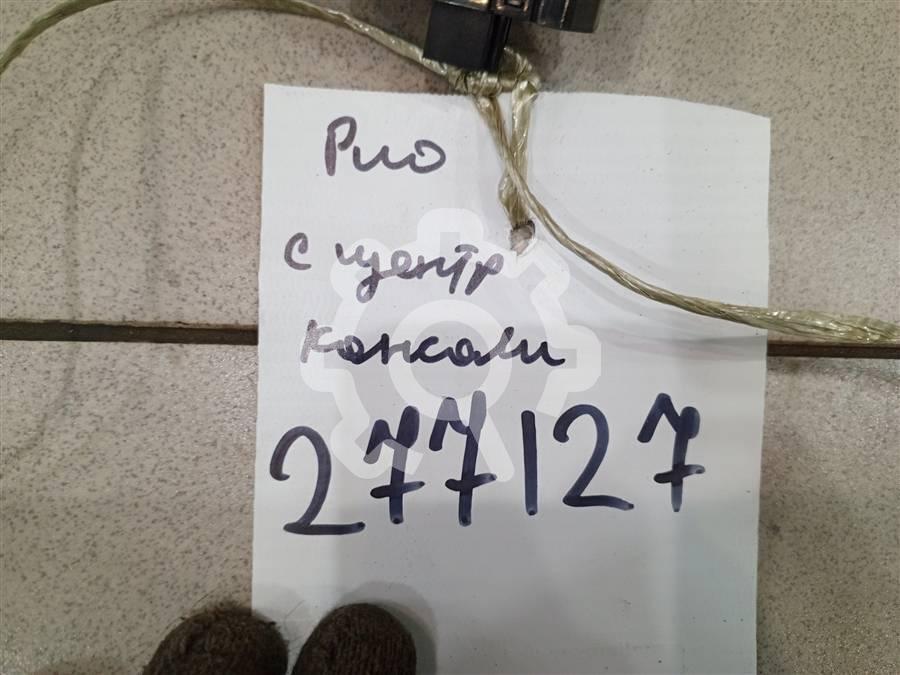 Рио
с центр
консоли
277127